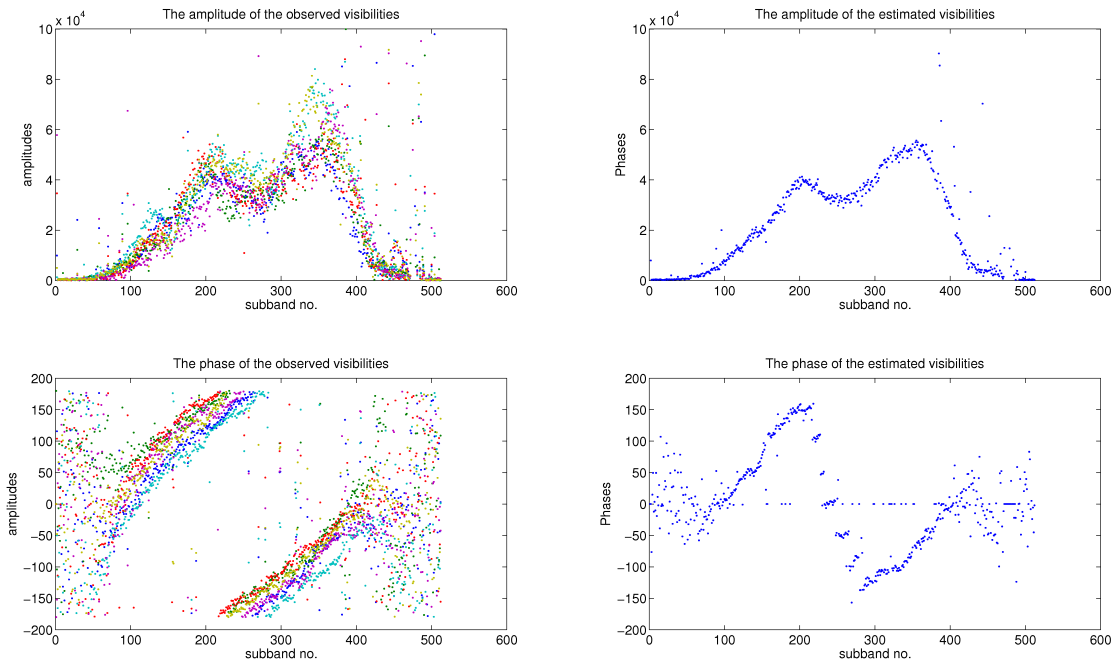 The amplitude of the observed visibilities
x 10^4
10
8
6
4
2
0
amplitudes
0 100 200 300 400 500 600
subband no.
The amplitude of the estimated visibilities
x 10^4
10
8
6
4
2
0
Phases
0 100 200 300 400 500 600
subband no.
The phase of the observed visibilities
200
150
100
50
0
−50
−100
−150
−200
amplitudes
0 100 200 300 400 500 600
subband no.
The phase of the estimated visibilities
200
150
100
50
0
−50
−100
−150
−200
Phases
0 100 200 300 400 500 600
subband no.